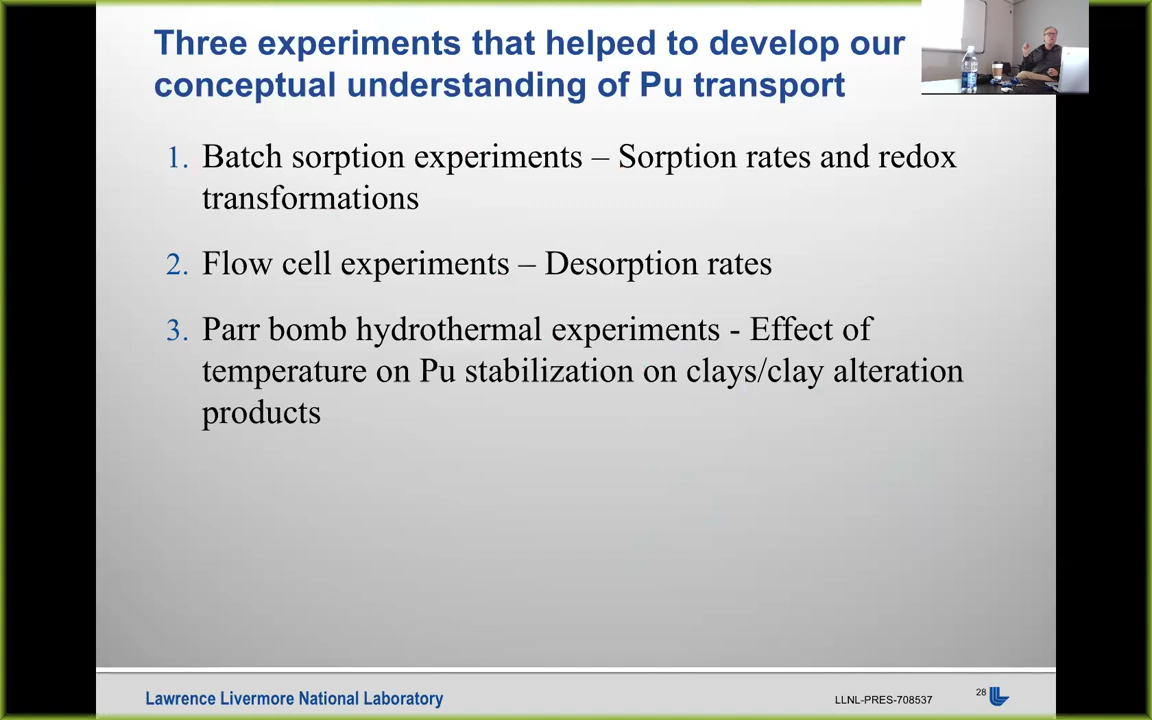 Three experiments that helped to develop our
conceptual understanding of Pu transport
1. Batch sorption experiments – Sorption rates and redox
transformations
2. Flow cell experiments – Desorption rates
3. Parr bomb hydrothermal experiments - Effect of
temperature on Pu stabilization on clays/clay alteration
products
Lawrence Livermore National Laboratory
LLNL-PRES-708537
28